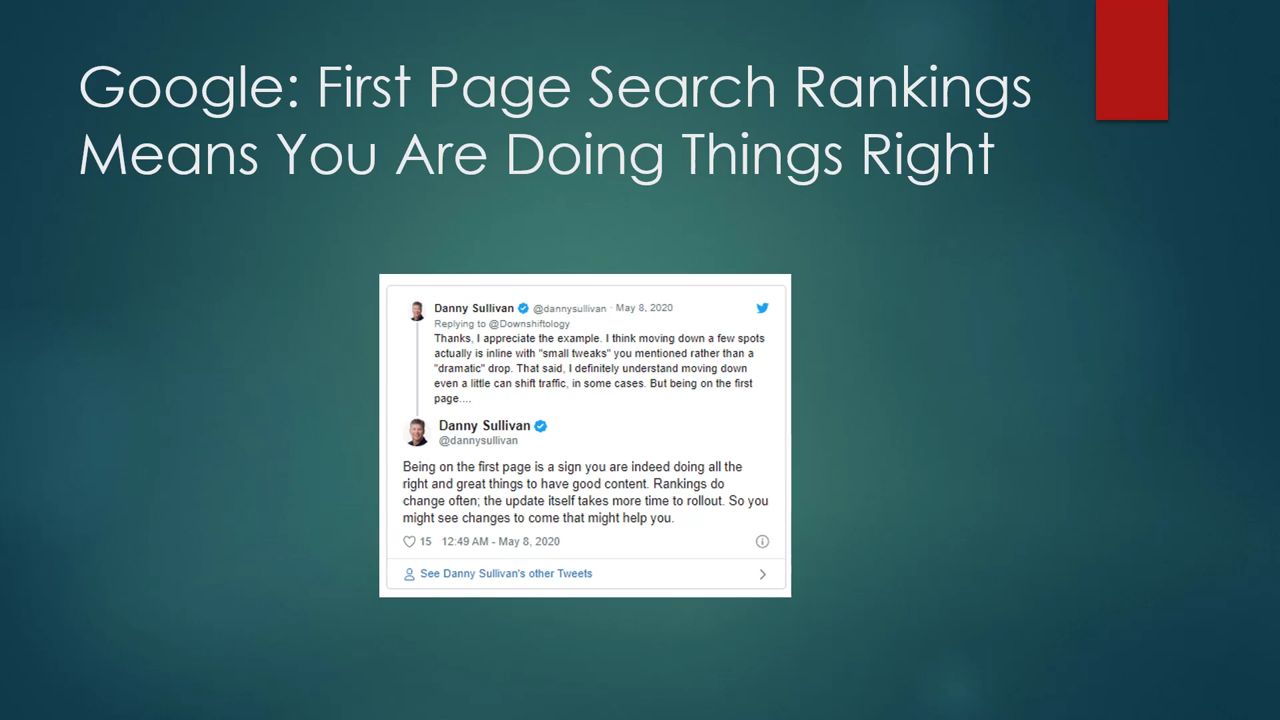 Google: First Page Search Rankings
Means You Are Doing Things Right
Danny Sullivan @dannysullivan · May 8, 2020
Replying to @Downshiftology
Thanks, I appreciate the example. I think moving down a few spots
actually is inline with "small tweaks" you mentioned rather than a
"dramatic" drop. That said, I definitely understand moving down
even a little can shift traffic, in some cases. But being on the first
page....
Danny Sullivan
@dannysullivan
Being on the first page is a sign you are indeed doing all the
right and great things to have good content. Rankings do
change often; the update itself takes more time to rollout. So you
might see changes to come that might help you.
15 12:49 AM - May 8, 2020
See Danny Sullivan's other Tweets